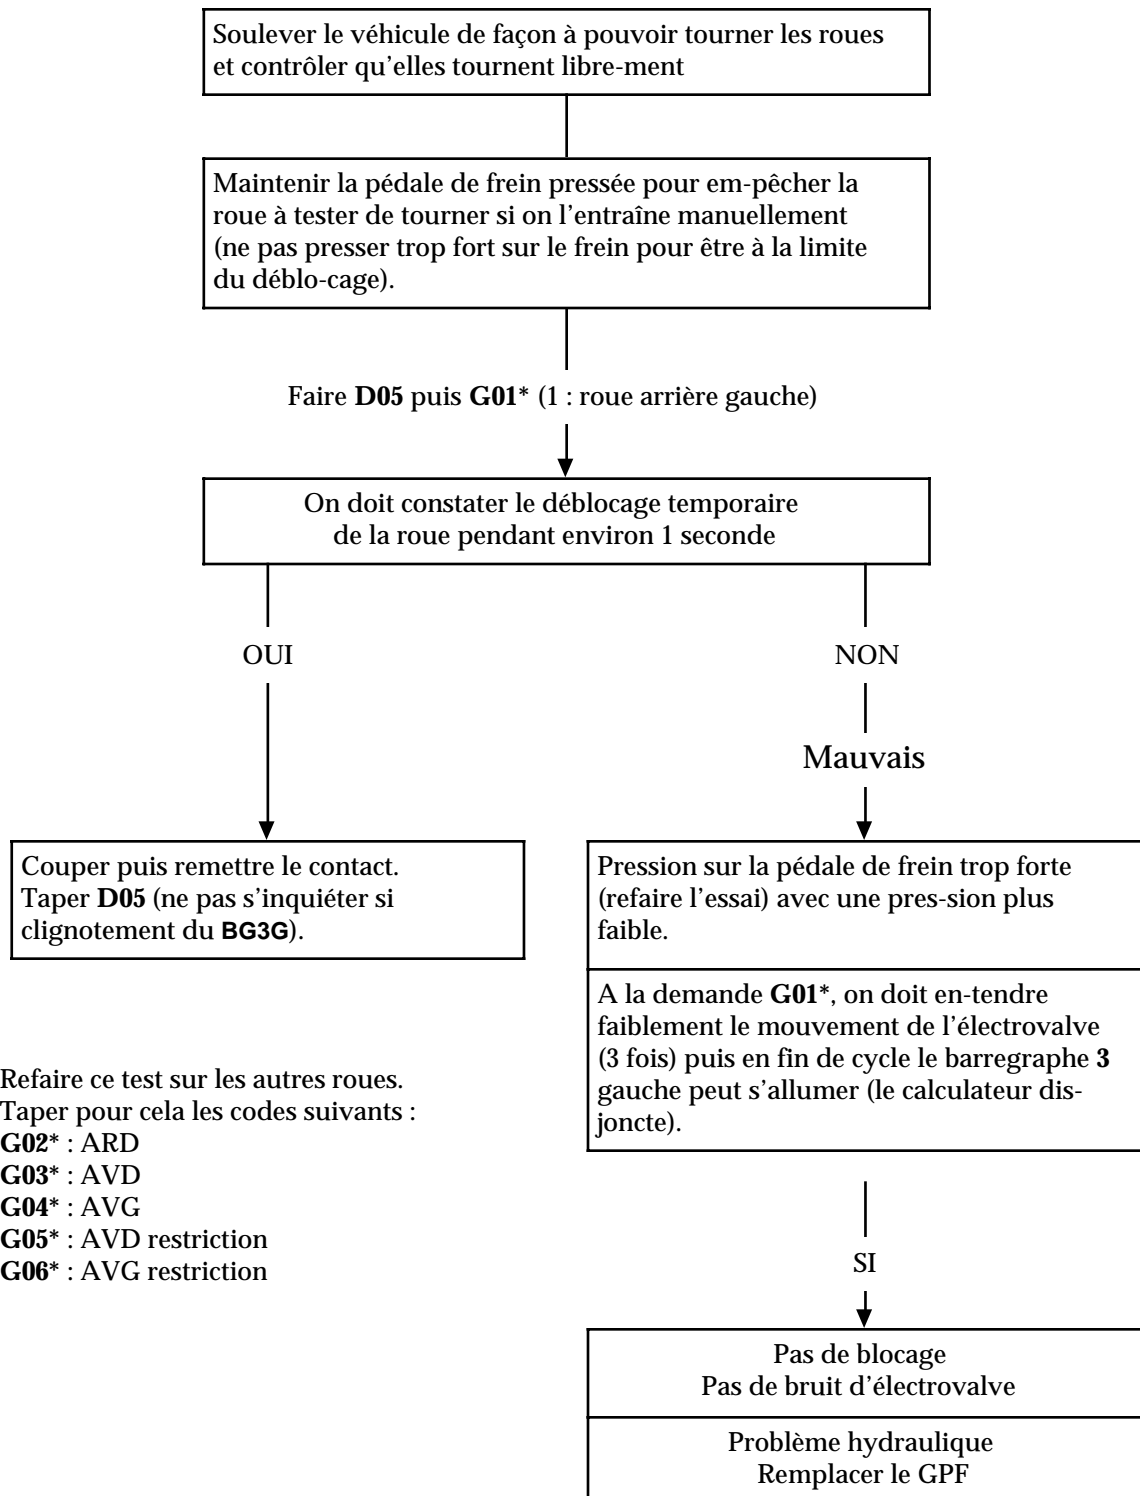 Soulever le véhicule de façon à pouvoir tourner les roues
et contrôler qu'elles tournent libre-ment
Maintenir la pédale de frein pressée pour em-pêcher la
roue à tester de tourner si on l'entraîne manuellement
(ne pas presser trop fort sur le frein pour être à la limite
du déblo-cage).
Faire D05 puis G01* (1 : roue arrière gauche)
On doit constater le déblocage temporaire
de la roue pendant environ 1 seconde
OUI
NON
Mauvais
Couper puis remettre le contact.
Taper D05 (ne pas s'inquiéter si
clignotement du BG3G).
Pression sur la pédale de frein trop forte
(refaire l'essai) avec une pres-sion plus
faible.
A la demande G01*, on doit en-tendre
faiblement le mouvement de l'électrovalve
(3 fois) puis en fin de cycle le barregraphe 3
gauche peut s'allumer (le calculateur dis-
joncte).
Refaire ce test sur les autres roues.
Taper pour cela les codes suivants :
G02* : ARD
G03* : AVD
G04* : AVG
G05* : AVD restriction
G06* : AVG restriction
SI
Pas de blocage
Pas de bruit d'électrovalve
Problème hydraulique
Remplacer le GPF